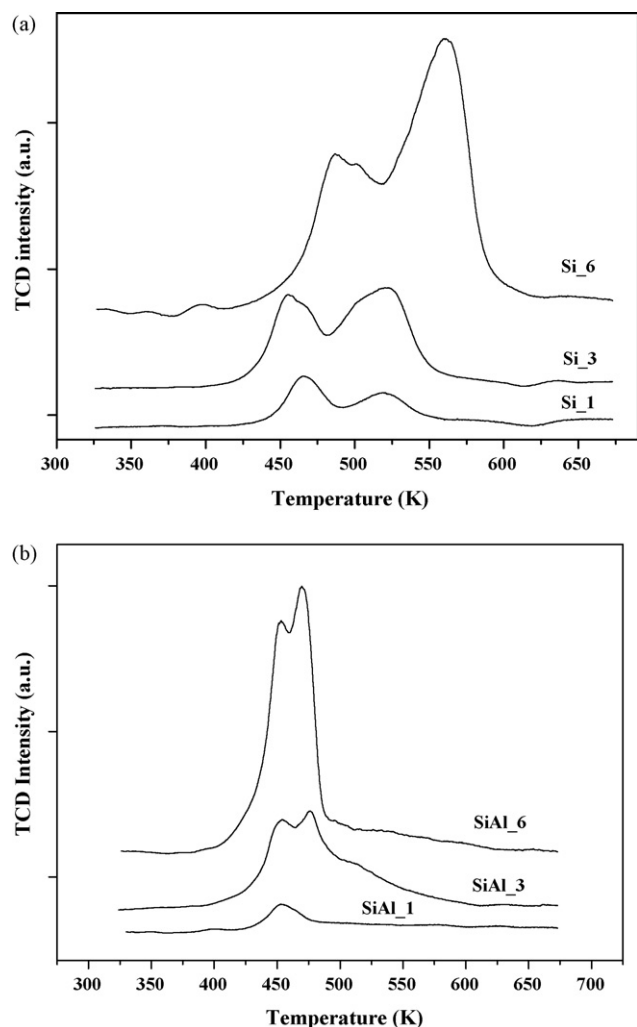 (a)
TCD intensity (a.u.)
Si_6
Si_3
Si_1
300 350 400 450 500 550 600 650
Temperature (K)
(b)
TCD Intensity (a.u.)
SiAl_6
SiAl_3
SiAl_1
300 350 400 450 500 550 600 650 700
Temperature (K)